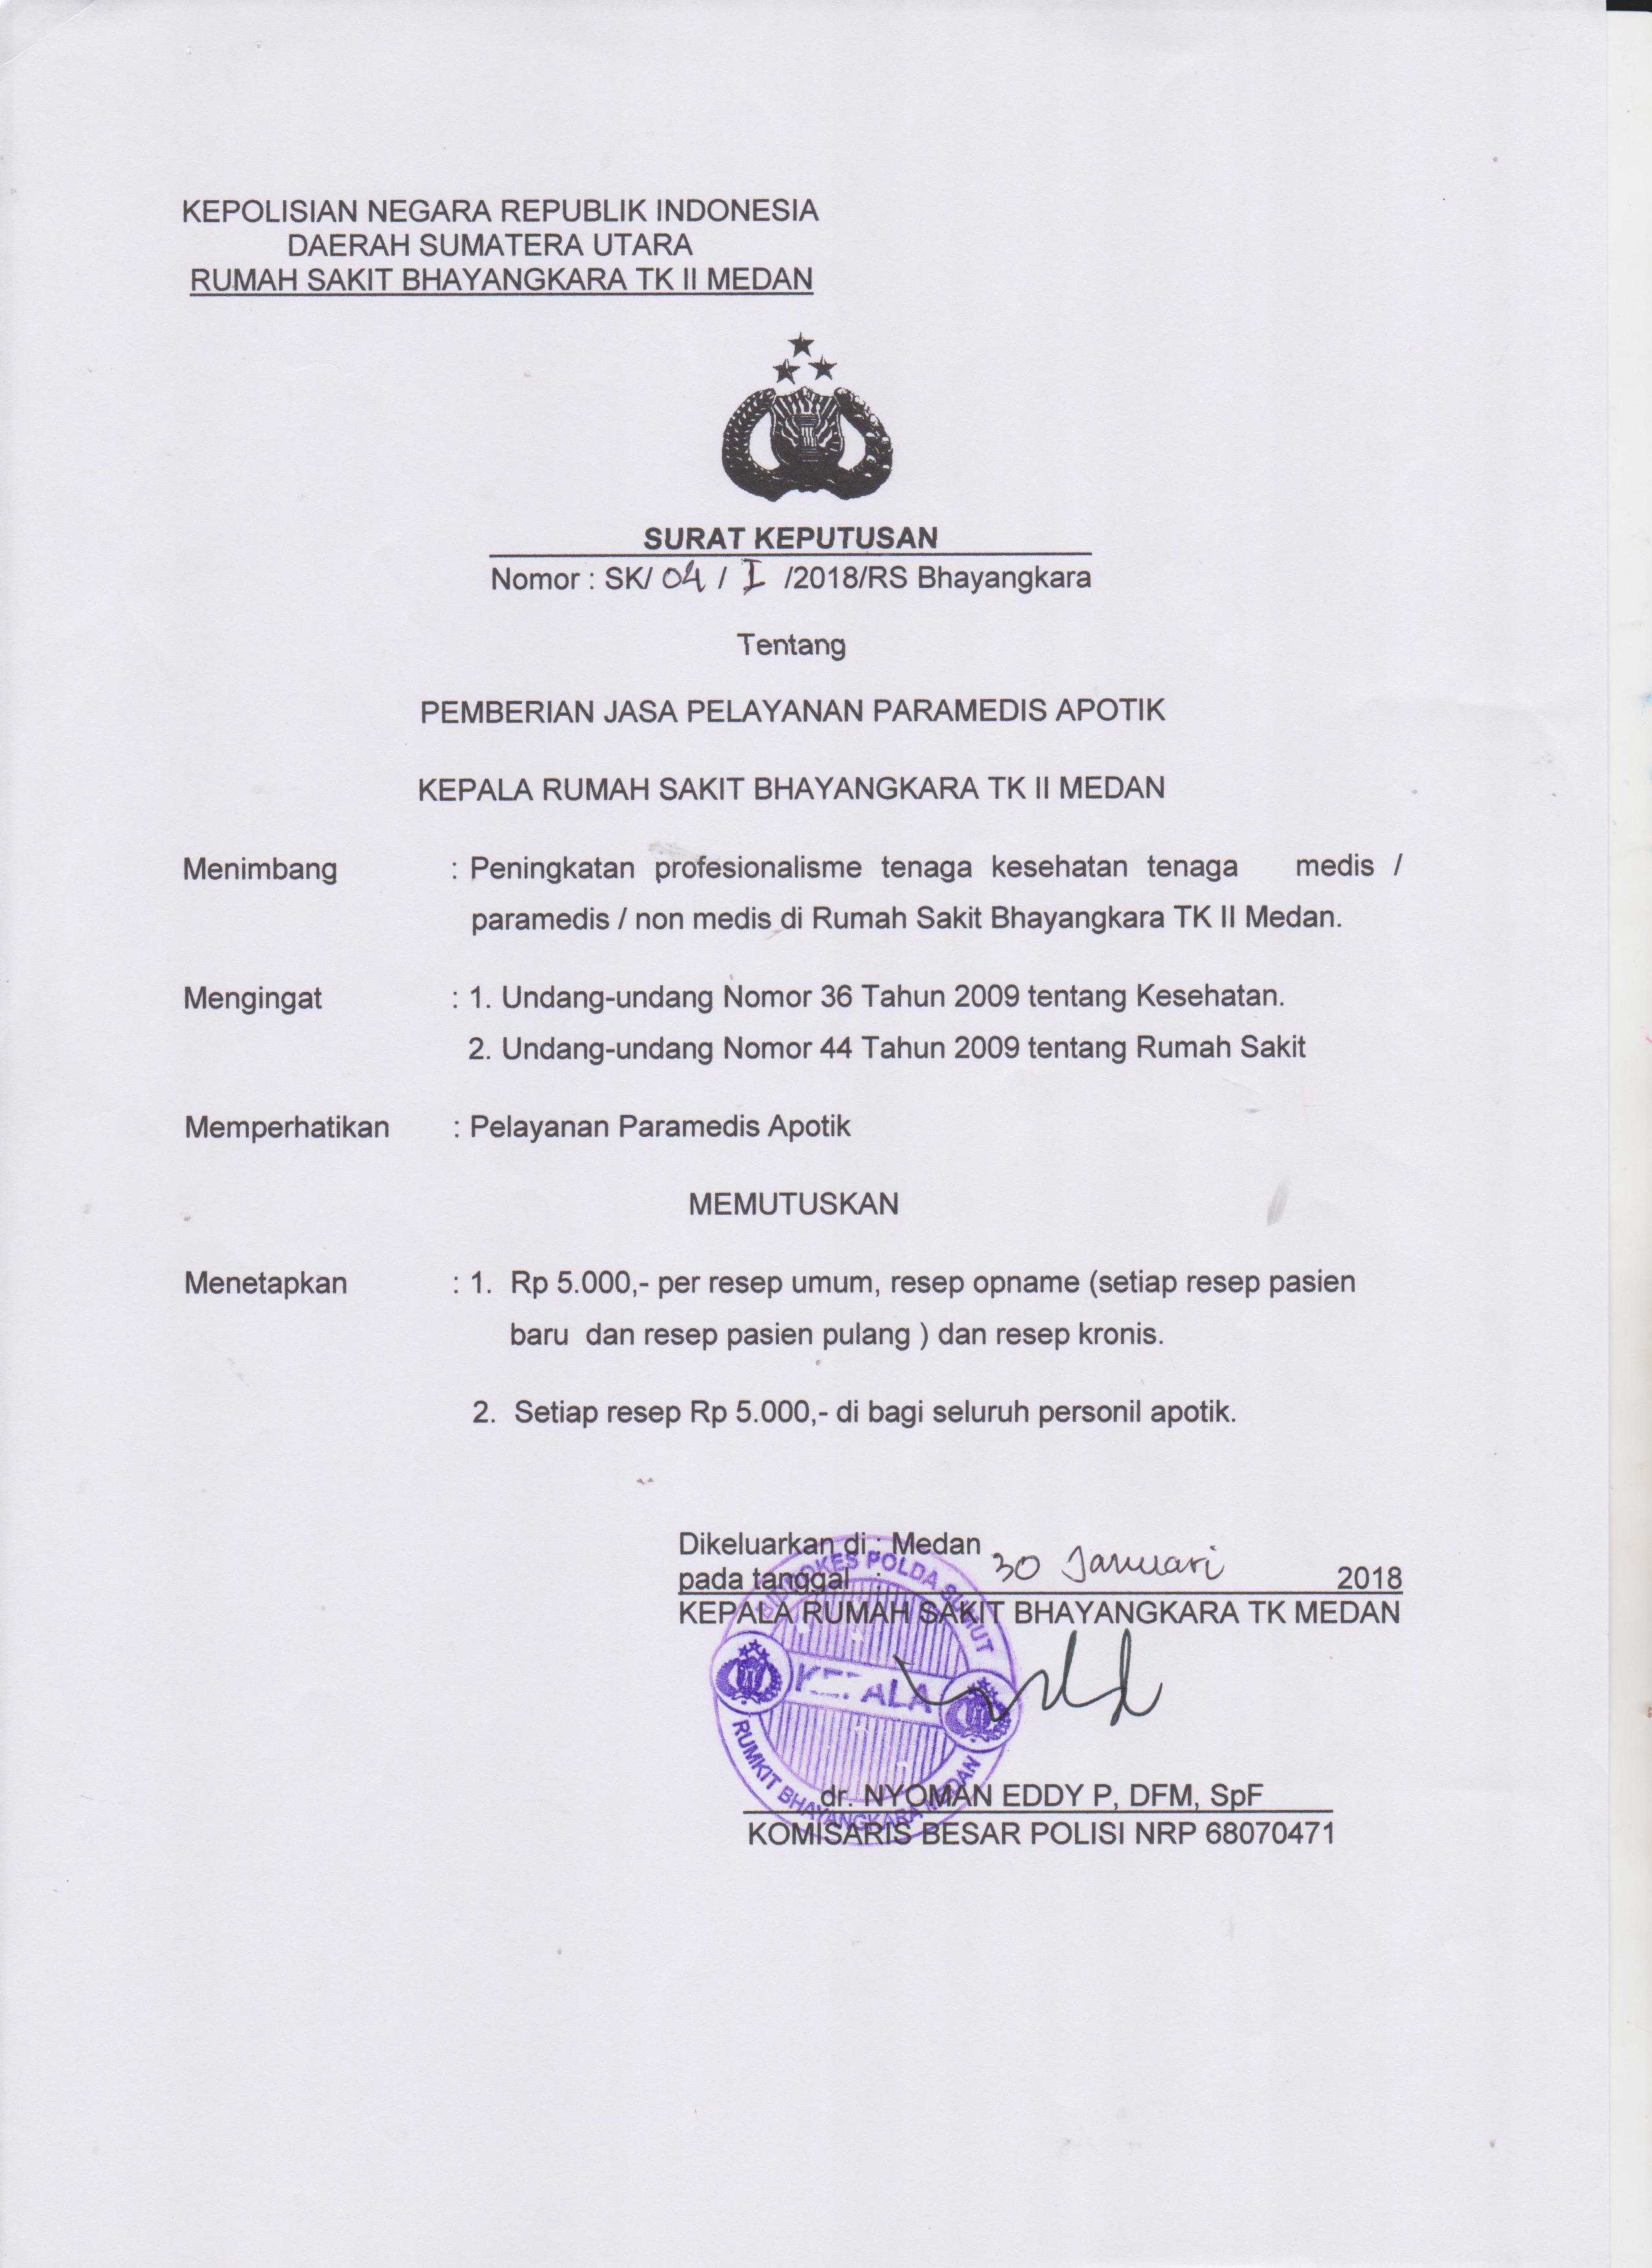 KEPOLISIAN NEGARA REPUBLIK INDONESIA
DAERAH SUMATERA UTARA
RUMAH SAKIT BHAYANGKARA TK II MEDAN
SURAT KEPUTUSAN
Nomor : SK/ 04 / I /2018/RS Bhayangkara
Tentang
PEMBERIAN JASA PELAYANAN PARAMEDIS APOTIK
KEPALA RUMAH SAKIT BHAYANGKARA TK II MEDAN
Menimbang : Peningkatan profesionalisme tenaga kesehatan tenaga medis /
paramedis / non medis di Rumah Sakit Bhayangkara TK II Medan.
Mengingat : 1. Undang-undang Nomor 36 Tahun 2009 tentang Kesehatan.
2. Undang-undang Nomor 44 Tahun 2009 tentang Rumah Sakit
Memperhatikan : Pelayanan Paramedis Apotik
MEMUTUSKAN
Menetapkan : 1. Rp 5.000,- per resep umum, resep opname (setiap resep pasien
baru dan resep pasien pulang ) dan resep kronis.
2. Setiap resep Rp 5.000,- di bagi seluruh personil apotik.
Dikeluarkan di : Medan
pada tanggal : 30 Januari 2018
KEPALA RUMAH SAKIT BHAYANGKARA TK MEDAN
BIDDOKES POLDA SUMUT
KEPALA
RUMKIT BHAYANGKARA MEDAN
dr. NYOMAN EDDY P, DFM, SpF
KOMISARIS BESAR POLISI NRP 68070471